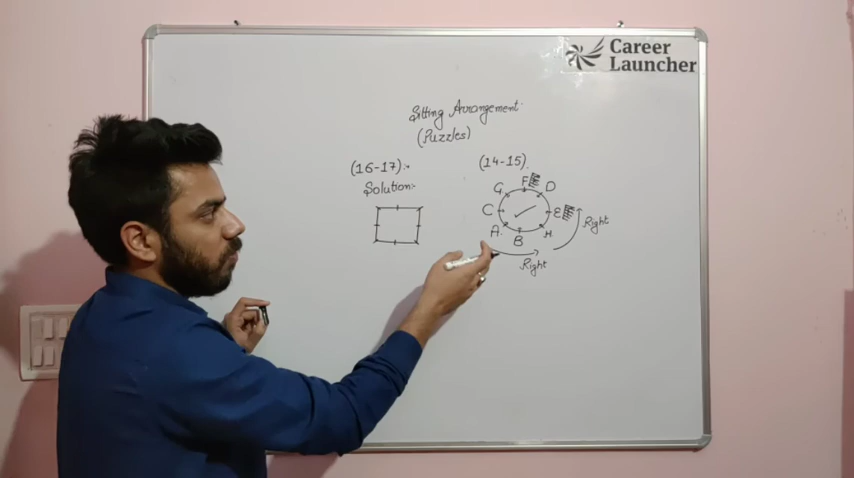 Career
Launcher
Sitting Arrangement
(Puzzles)
(16-17):-
Solution:-
(14-15)
F
G
D
C
E
A
H
B
Right
Right